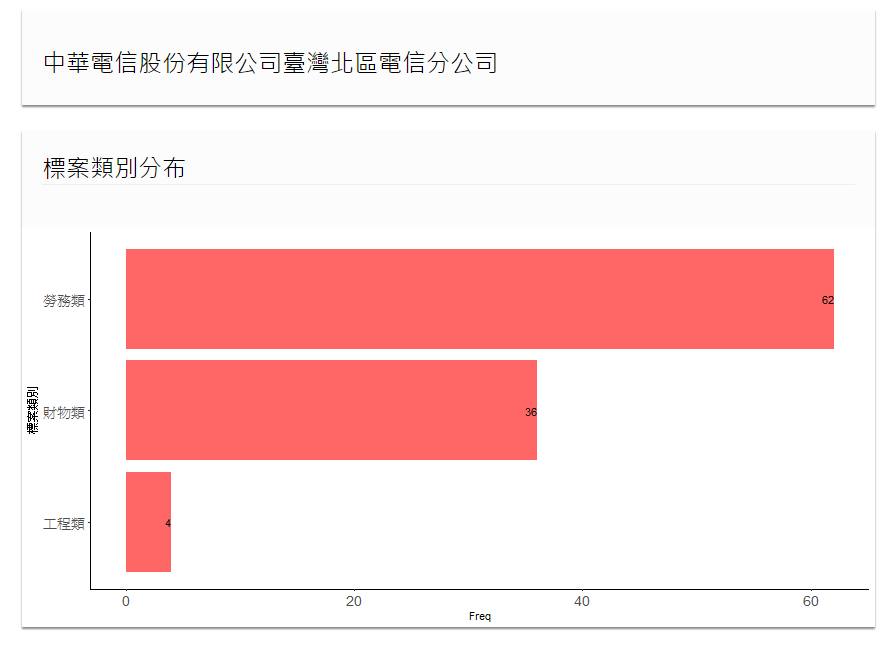 中華電信股份有限公司臺灣北區電信分公司
標案類別分布
標案類別
勞務類
62
財物類
36
工程類
4
0 20 40 60
Freq